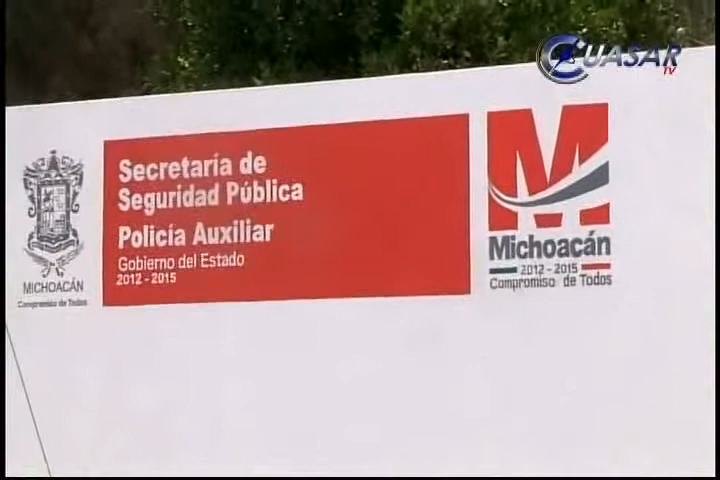 CUASAR
TV
Secretaría de
Seguridad Pública
Policía Auxiliar
Gobierno del Estado
2012 - 2015
MICHOACÁN
Compromiso de Todos
M
Michoacán
2012 - 2015
Compromiso de Todos